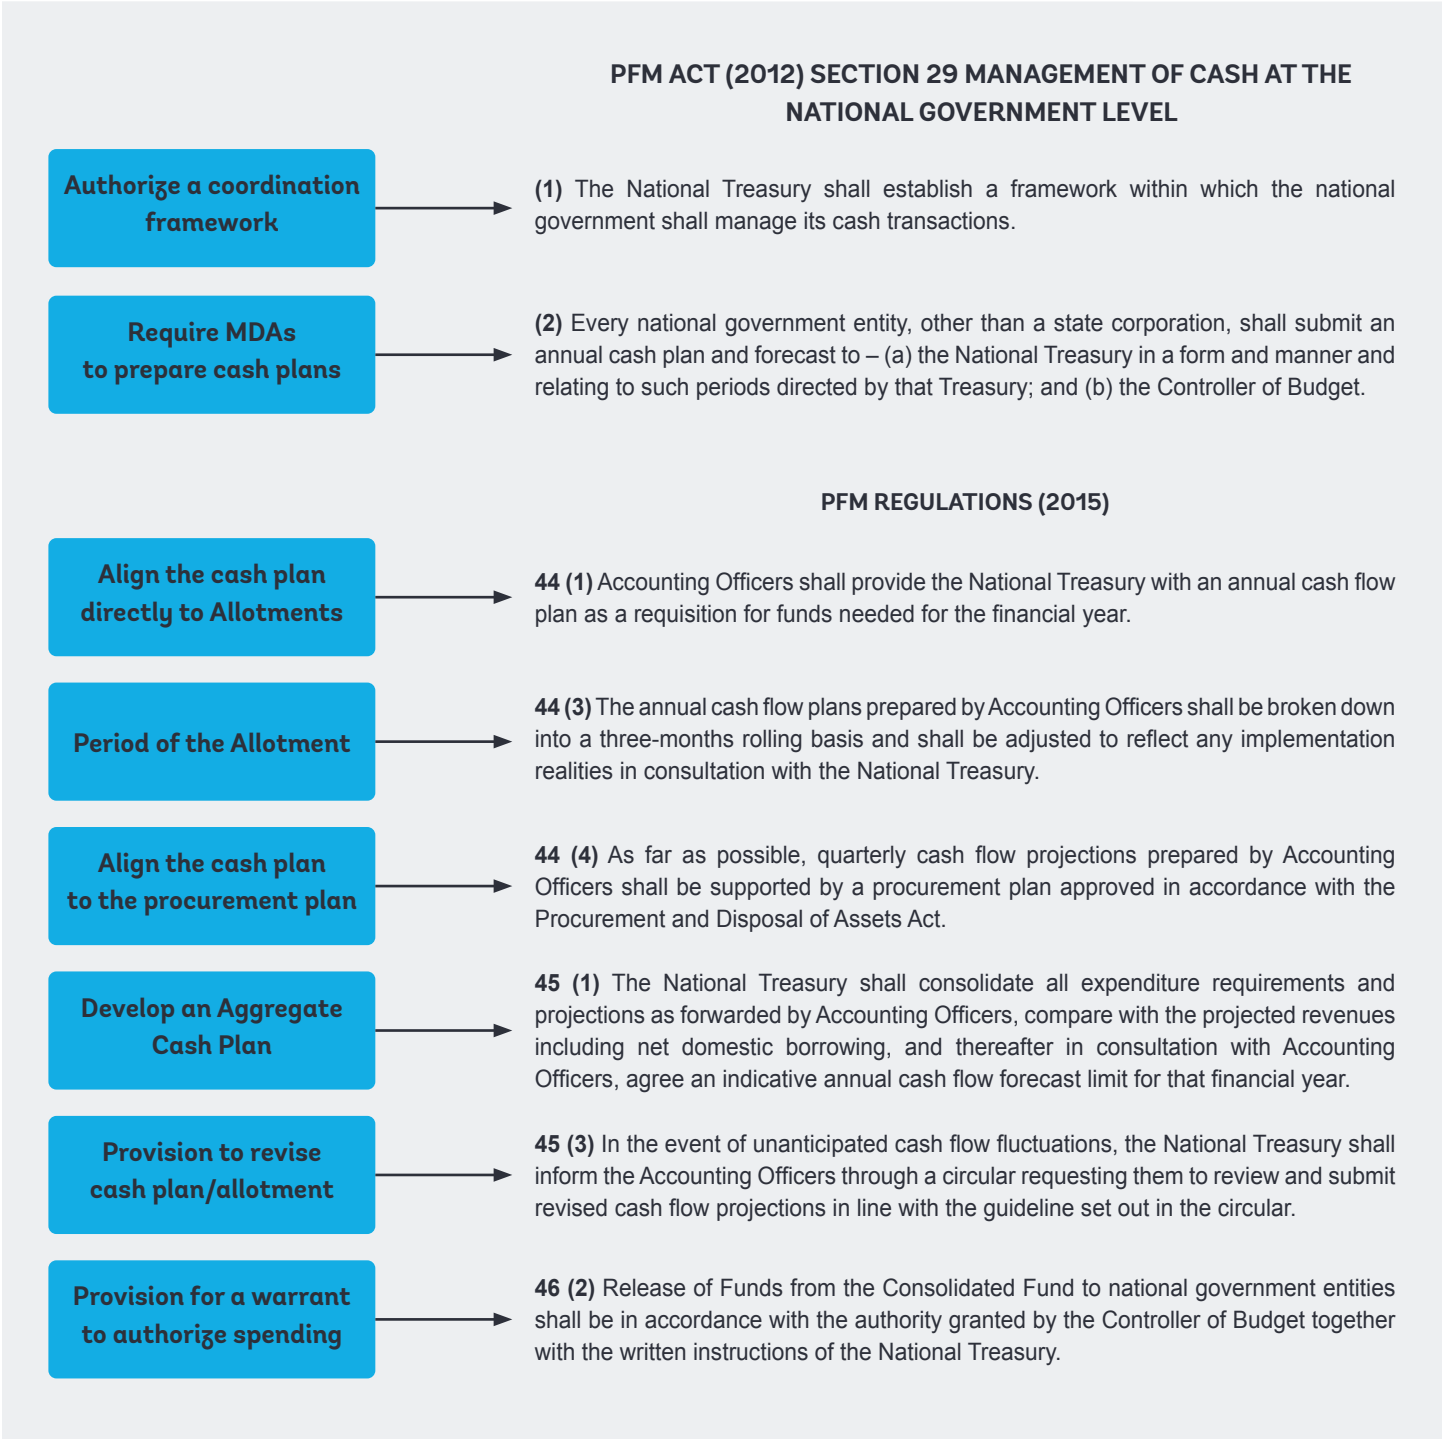 PFM ACT (2012) SECTION 29 MANAGEMENT OF CASH AT THE
NATIONAL GOVERNMENT LEVEL
Authorize a coordination
framework
(1) The National Treasury shall establish a framework within which the national
government shall manage its cash transactions.
Require MDAs
to prepare cash plans
(2) Every national government entity, other than a state corporation, shall submit an
annual cash plan and forecast to – (a) the National Treasury in a form and manner and
relating to such periods directed by that Treasury; and (b) the Controller of Budget.
PFM REGULATIONS (2015)
Align the cash plan
directly to Allotments
44 (1) Accounting Officers shall provide the National Treasury with an annual cash flow
plan as a requisition for funds needed for the financial year.
Period of the Allotment
44 (3) The annual cash flow plans prepared by Accounting Officers shall be broken down
into a three-months rolling basis and shall be adjusted to reflect any implementation
realities in consultation with the National Treasury.
Align the cash plan
to the procurement plan
44 (4) As far as possible, quarterly cash flow projections prepared by Accounting
Officers shall be supported by a procurement plan approved in accordance with the
Procurement and Disposal of Assets Act.
Develop an Aggregate
Cash Plan
45 (1) The National Treasury shall consolidate all expenditure requirements and
projections as forwarded by Accounting Officers, compare with the projected revenues
including net domestic borrowing, and thereafter in consultation with Accounting
Officers, agree an indicative annual cash flow forecast limit for that financial year.
Provision to revise
cash plan/allotment
45 (3) In the event of unanticipated cash flow fluctuations, the National Treasury shall
inform the Accounting Officers through a circular requesting them to review and submit
revised cash flow projections in line with the guideline set out in the circular.
Provision for a warrant
to authorize spending
46 (2) Release of Funds from the Consolidated Fund to national government entities
shall be in accordance with the authority granted by the Controller of Budget together
with the written instructions of the National Treasury.